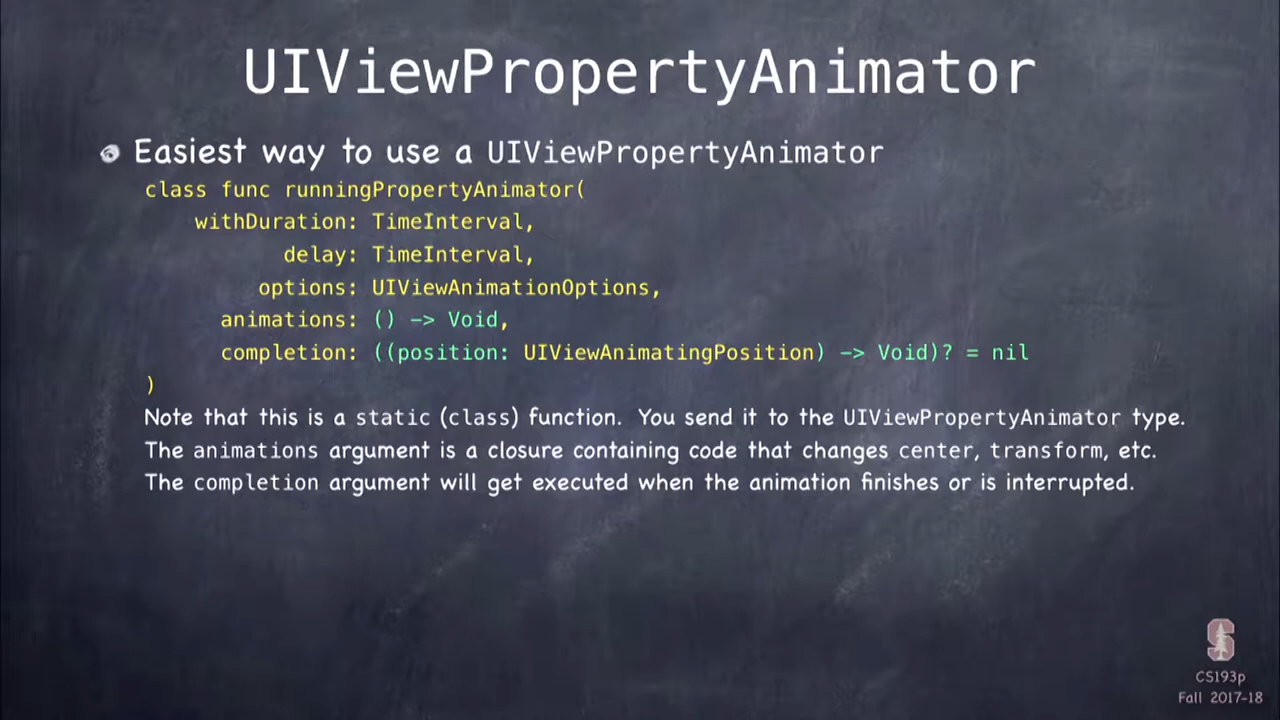 UIViewPropertyAnimator
Easiest way to use a UIViewPropertyAnimator
class func runningPropertyAnimator(
withDuration: TimeInterval,
delay: TimeInterval,
options: UIViewAnimationOptions,
animations: () -> Void,
completion: ((position: UIViewAnimatingPosition) -> Void)? = nil
)
Note that this is a static (class) function. You send it to the UIViewPropertyAnimator type.
The animations argument is a closure containing code that changes center, transform, etc.
The completion argument will get executed when the animation finishes or is interrupted.
S
CS193p
Fall 2017-18